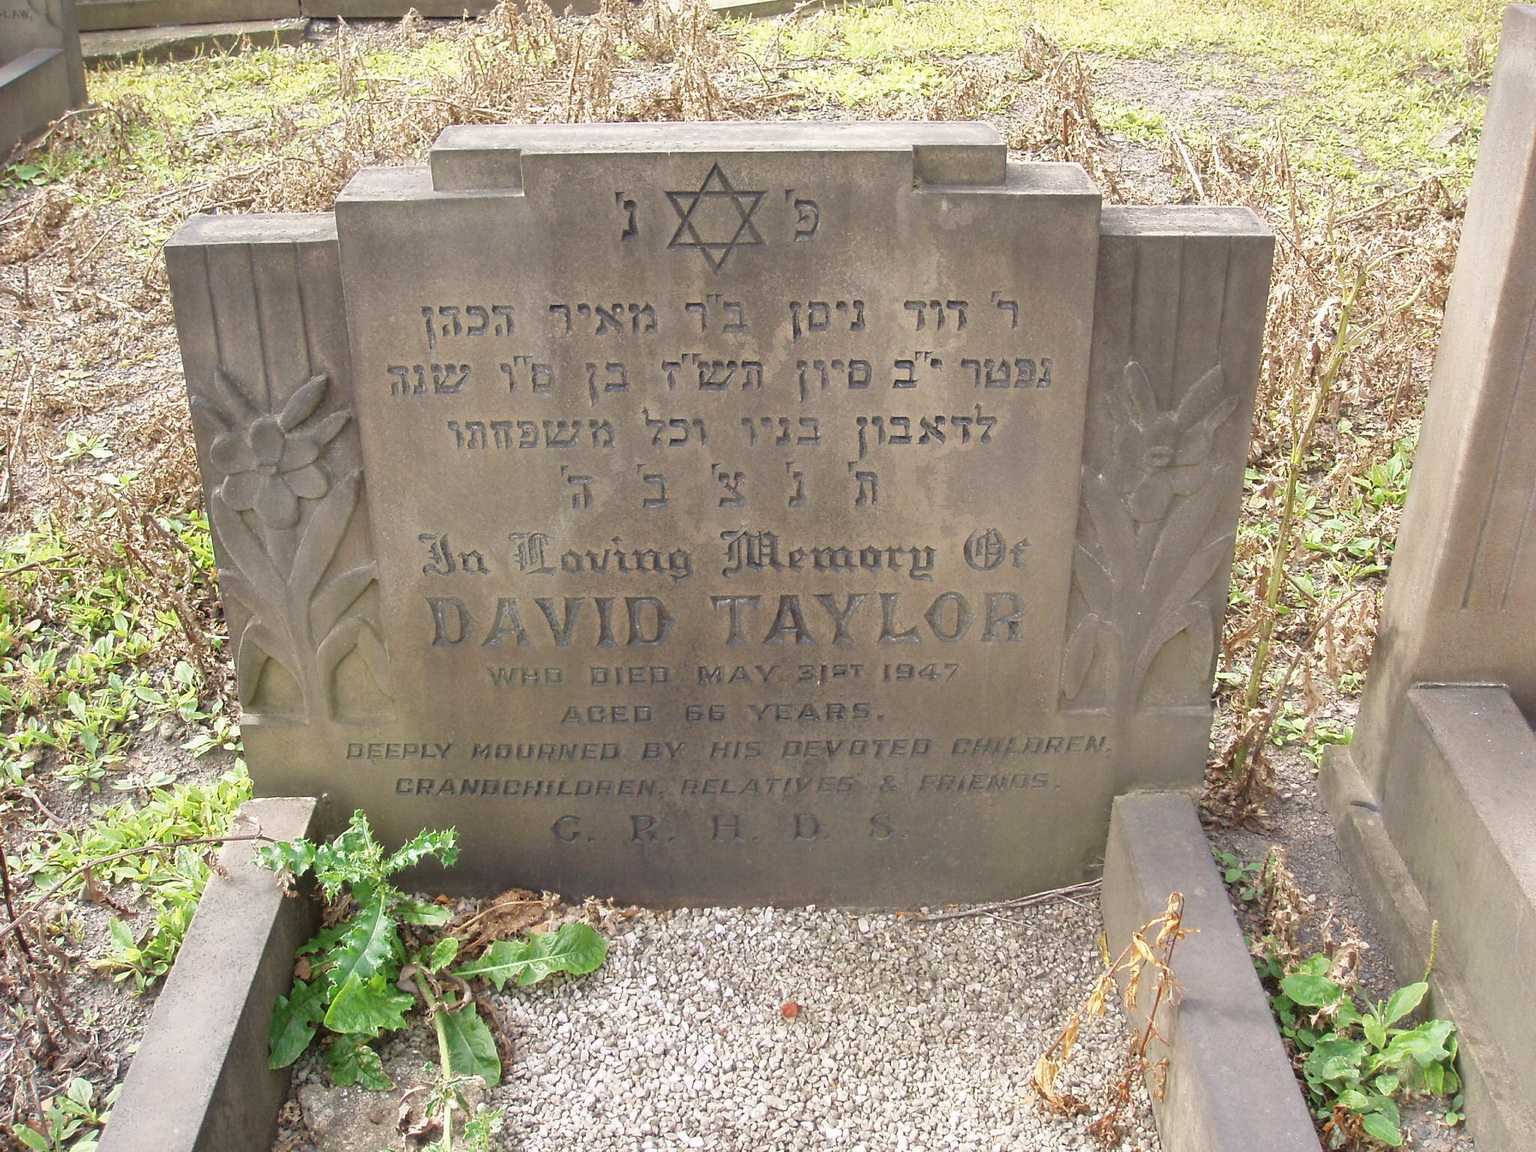 LAW.
פ' נ'
ר' דוד ניסן ב"ר מאיר הכהן
נפטר י"ב סיון תש"ז בן ס"ו שנה
לדאבון בניו וכל משפחתו
ת' נ' צ' ב' ה'
In Loving Memory Of
DAVID TAYLOR
WHO DIED MAY 31ST 1947
AGED 66 YEARS.
DEEPLY MOURNED BY HIS DEVOTED CHILDREN.
GRANDCHILDREN, RELATIVES & FRIENDS.
G. R. H. D. S.